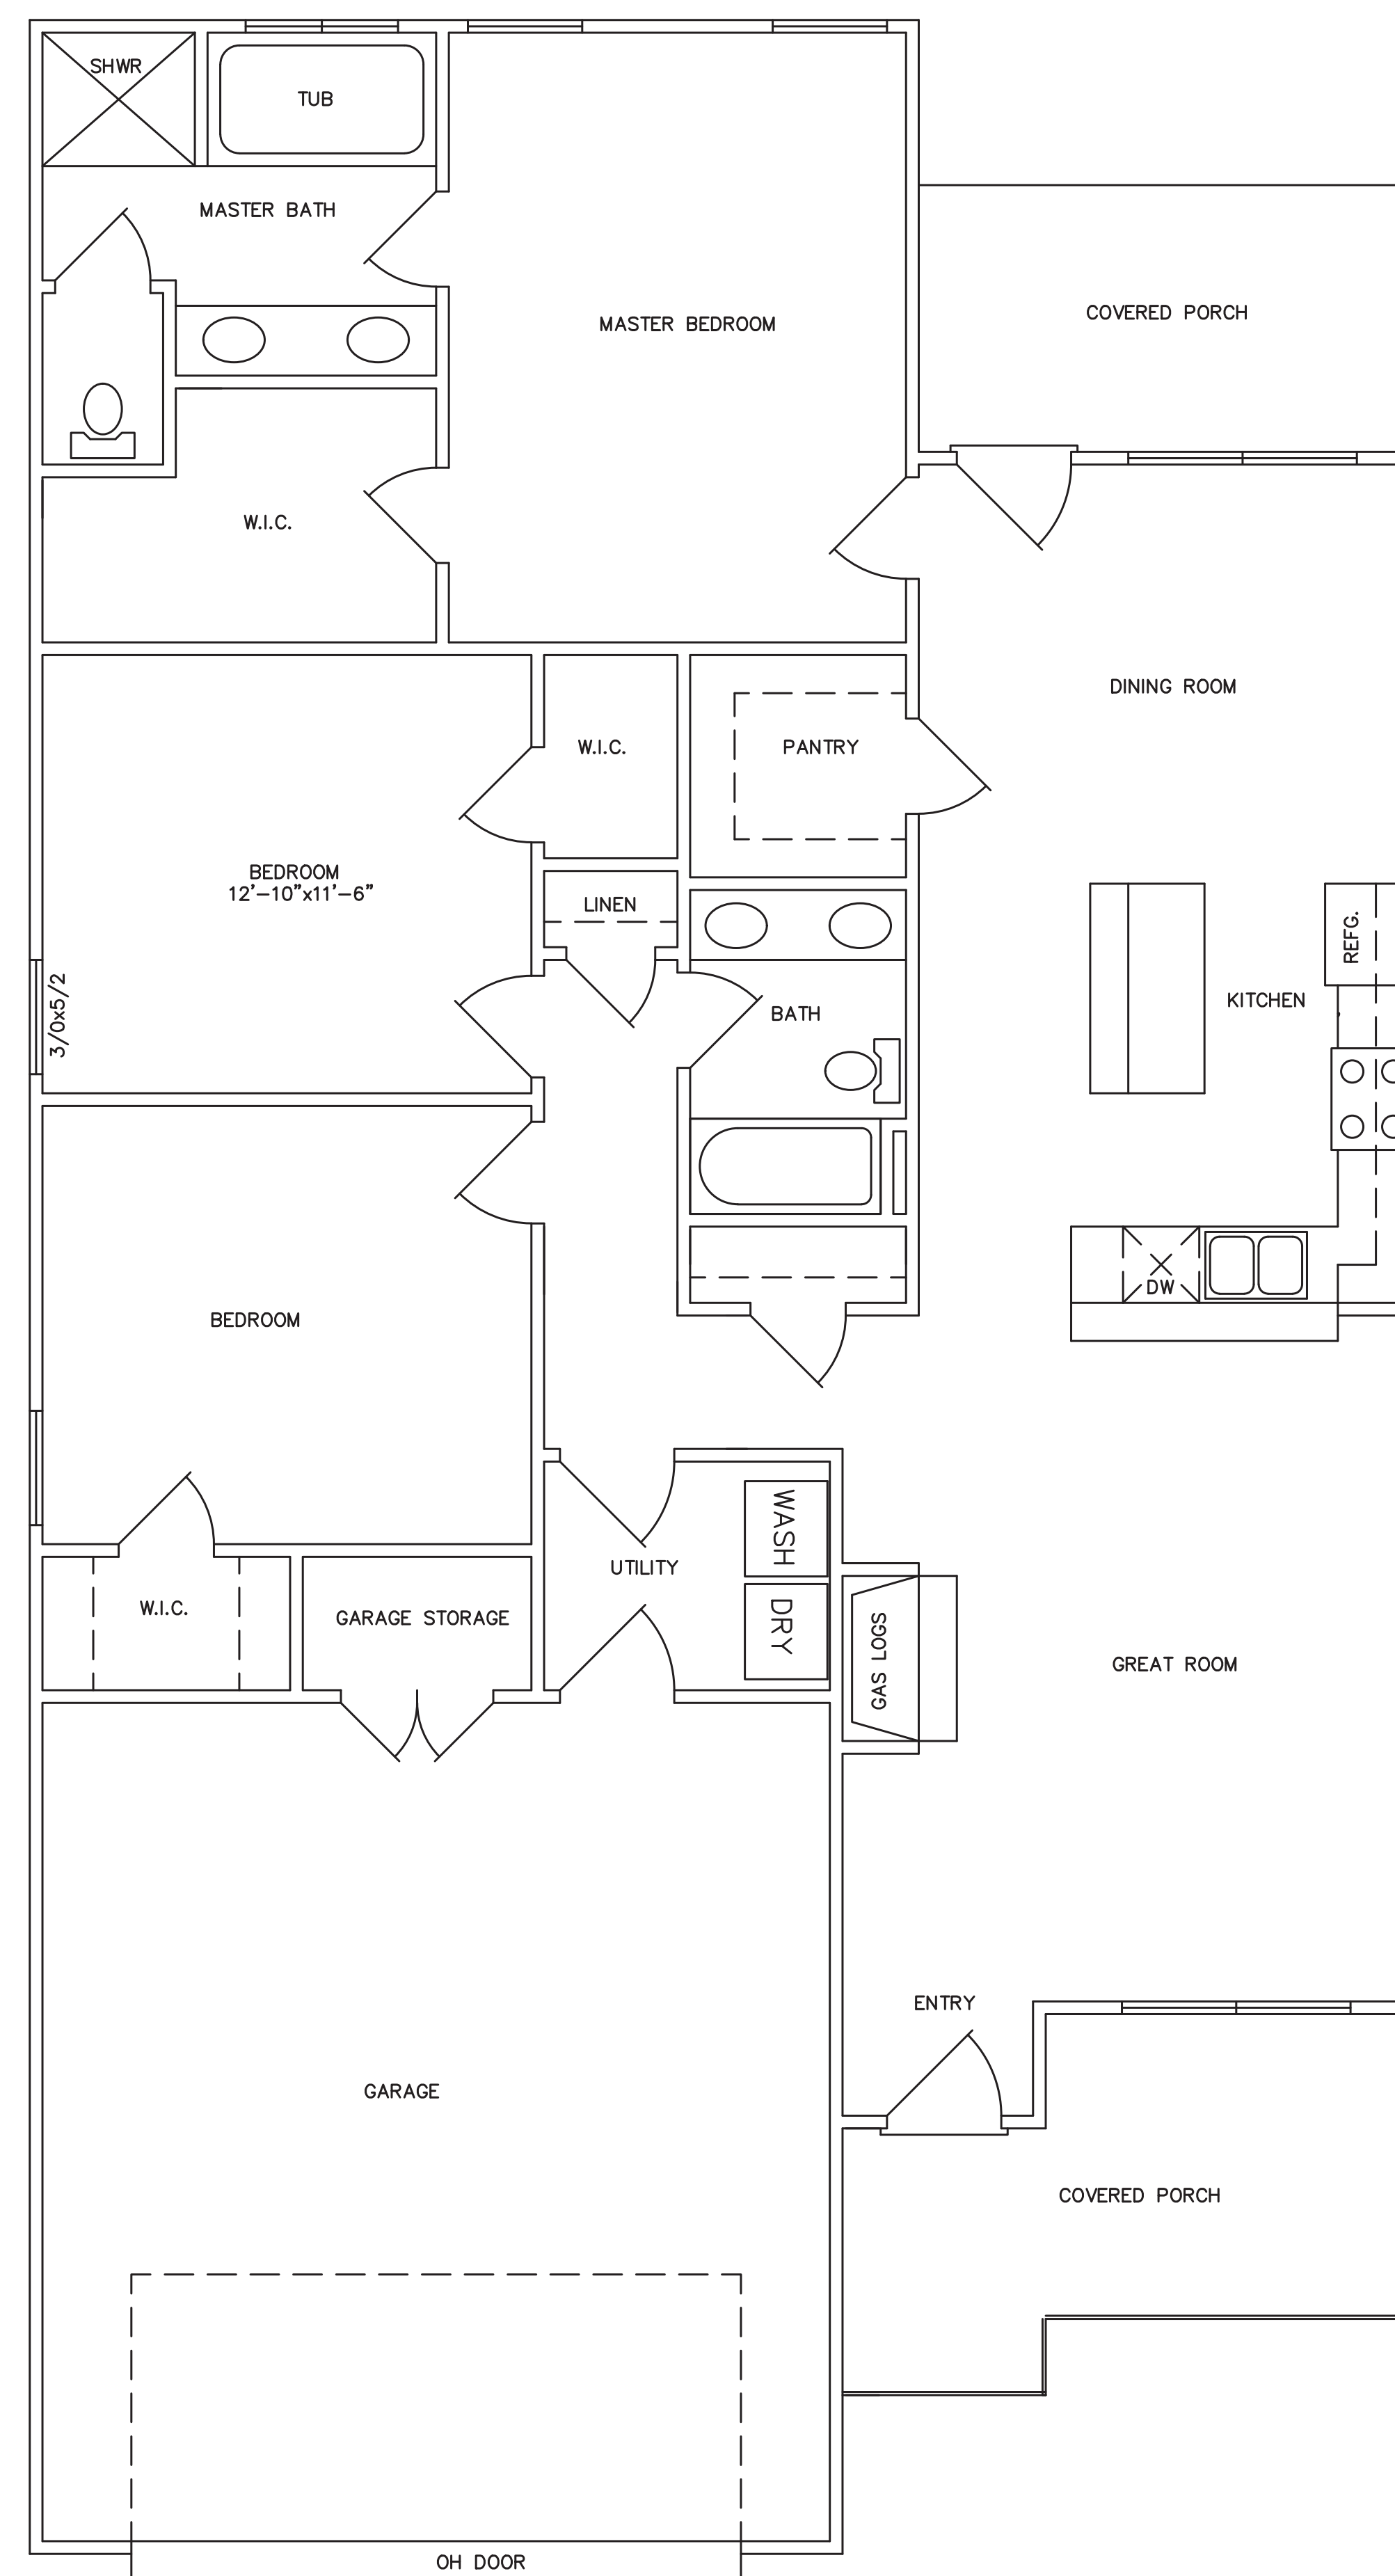 SHWR
TUB
MASTER BATH
MASTER BEDROOM
COVERED PORCH
W.I.C.
DINING ROOM
W.I.C.
PANTRY
BEDROOM
12'-10"x11'-6"
LINEN
REFG.
3/0x5/2
BATH
KITCHEN
DW
BEDROOM
WASH
UTILITY
DRY
W.I.C.
GARAGE STORAGE
GAS LOGS
GREAT ROOM
ENTRY
GARAGE
COVERED PORCH
OH DOOR